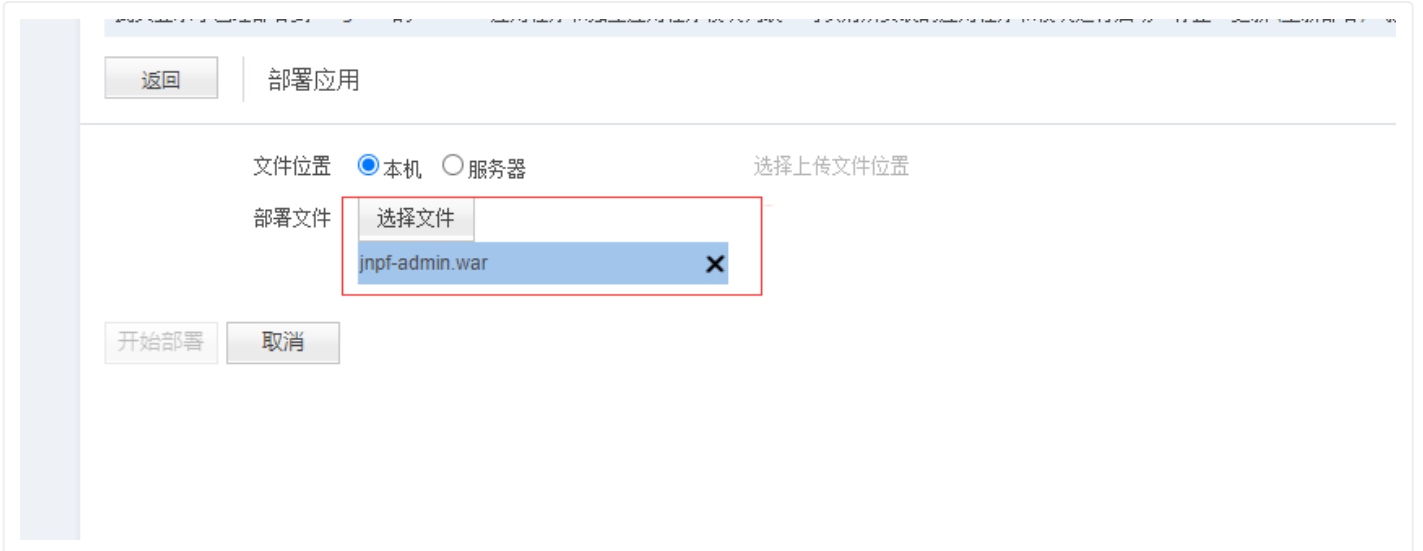 返回
部署应用
文件位置 本机 服务器 选择上传文件位置
部署文件 选择文件
jnpf-admin.war
开始部署 取消